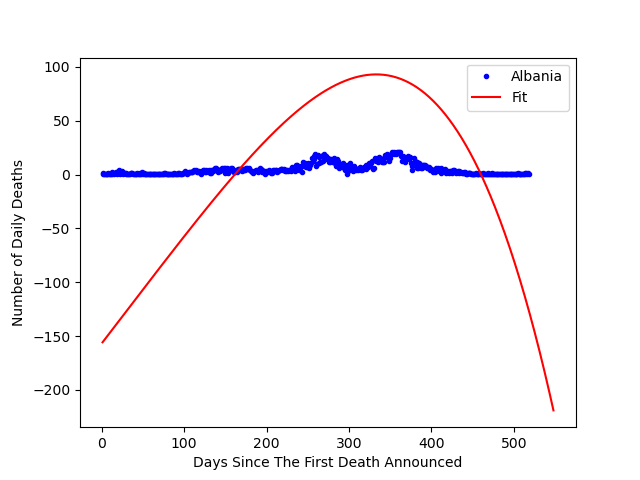 100
50
0
−50
−100
−150
−200
0 100 200 300 400 500
Number of Daily Deaths
Days Since The First Death Announced
Albania
Fit